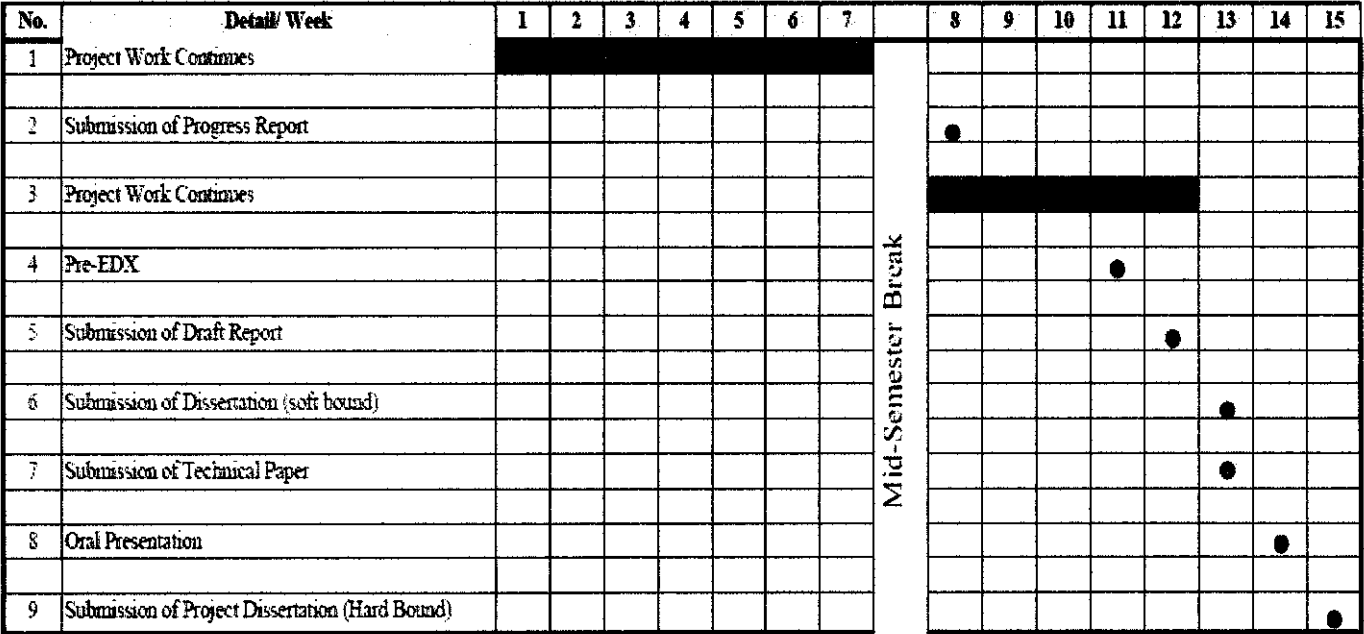 No. Detail/ Week 1 2 3 4 5 6 7 8 9 10 11 12 13 14 15
1 Project Work Continues
2 Submission of Progress Report
3 Project Work Continues
4 Pre-EDX
5 Submission of Draft Report
6 Submission of Dissertation (soft bound)
7 Submission of Technical Paper
8 Oral Presentation
9 Submission of Project Dissertation (Hard Bound)
Mid-Semester Break